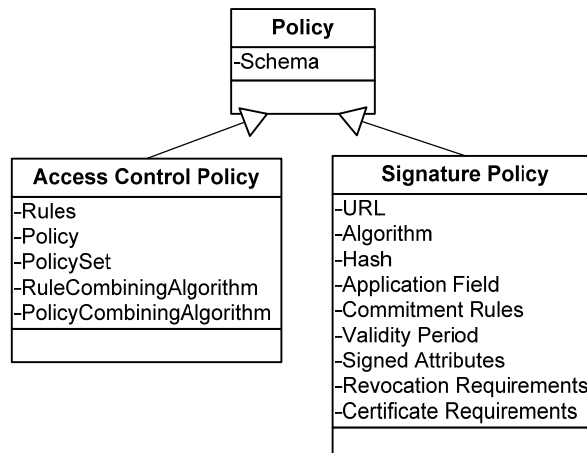 Policy
-Schema
Access Control Policy
-Rules
-Policy
-PolicySet
-RuleCombiningAlgorithm
-PolicyCombiningAlgorithm
Signature Policy
-URL
-Algorithm
-Hash
-Application Field
-Commitment Rules
-Validity Period
-Signed Attributes
-Revocation Requirements
-Certificate Requirements